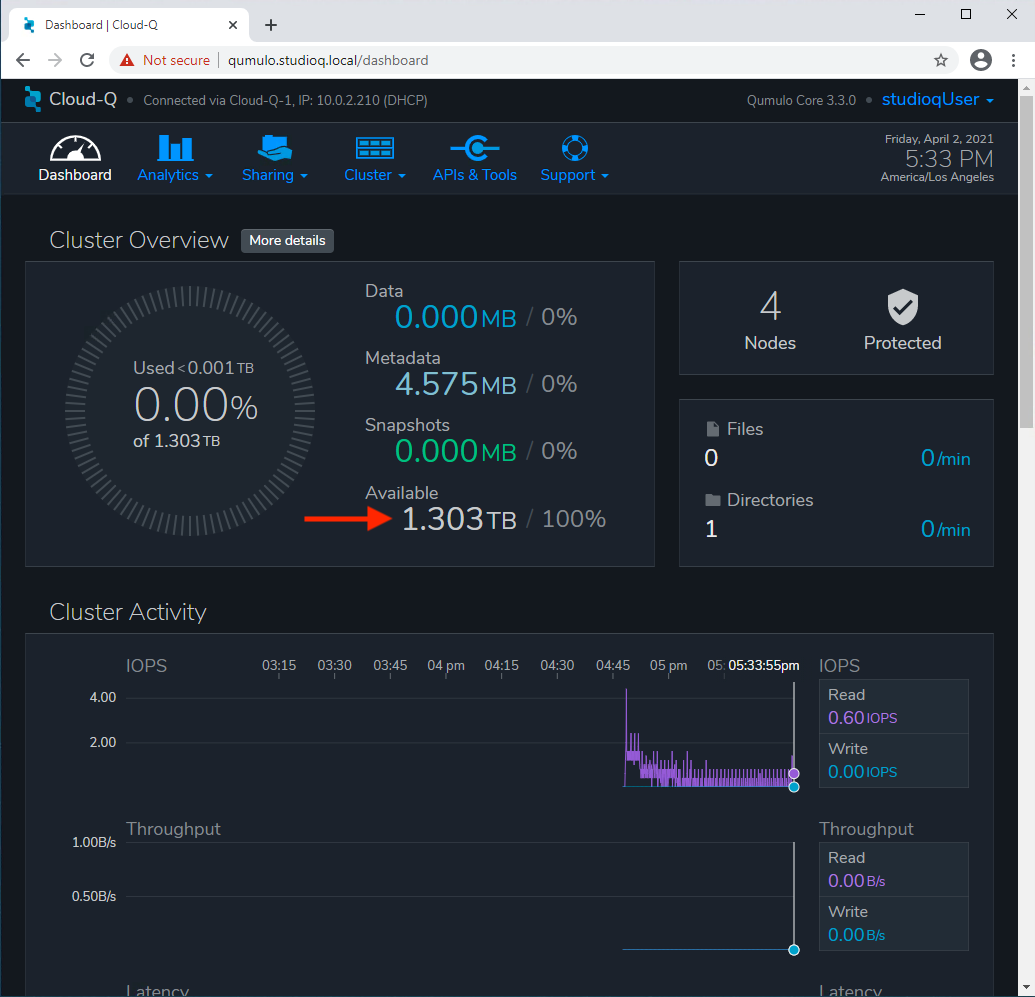 Dashboard | Cloud-Q
Not secure
qumulo.studioq.local/dashboard
Cloud-Q • Connected via Cloud-Q-1, IP: 10.0.2.210 (DHCP)
Qumulo Core 3.3.0 • studioqUser
Dashboard
Analytics
Sharing
Cluster
APIs & Tools
Support
Friday, April 2, 2021
5:33 PM
America/Los Angeles
Cluster Overview
More details
Used <0.001 TB
0.00%
of 1.303 TB
Data
0.000 MB / 0%
Metadata
4.575 MB / 0%
Snapshots
0.000 MB / 0%
Available
1.303 TB / 100%
4
Nodes
Protected
Files
0
0/min
Directories
1
0/min
Cluster Activity
IOPS
03:15 03:30 03:45 04 pm 04:15 04:30 04:45 05 pm 05: 05:33:55pm
4.00
2.00
IOPS
Read
0.60 IOPS
Write
0.00 IOPS
Throughput
1.00B/s
0.50B/s
Throughput
Read
0.00 B/s
Write
0.00 B/s
Latency
Latency